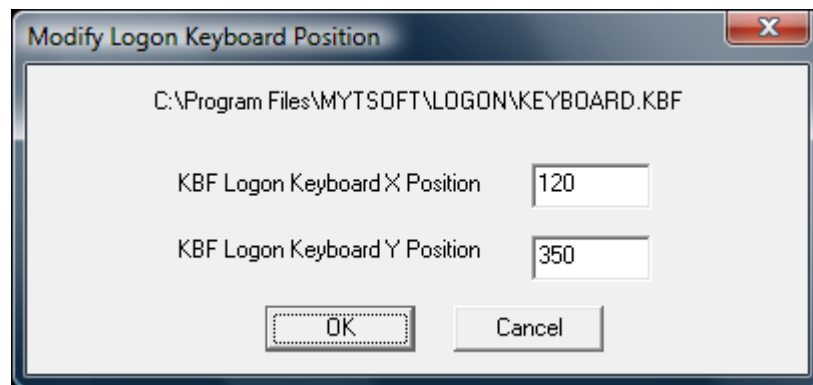 Modify Logon Keyboard Position
C:\Program Files\MYTSOFT\LOGON\KEYBOARD.KBF
KBF Logon Keyboard X Position 120
KBF Logon Keyboard Y Position 350
OK Cancel